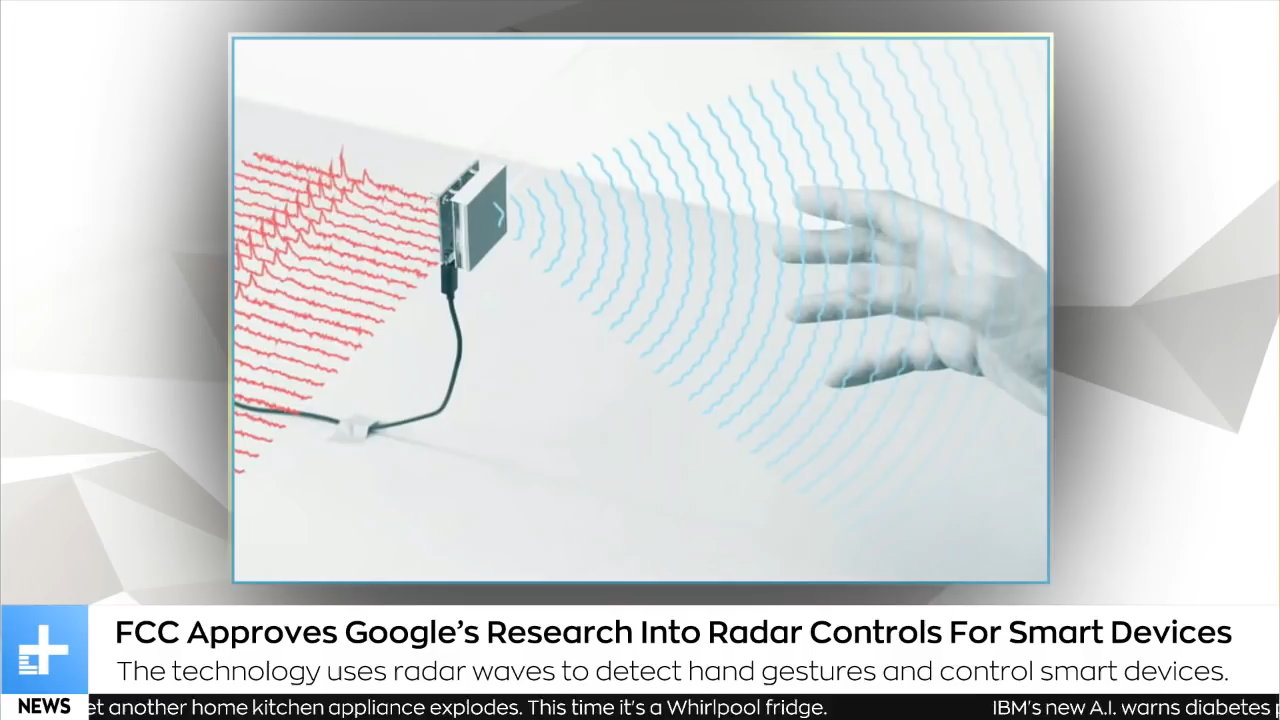 FCC Approves Google's Research Into Radar Controls For Smart Devices
The technology uses radar waves to detect hand gestures and control smart devices.
NEWS
et another home kitchen appliance explodes. This time it's a Whirlpool fridge. IBM's new A.I. warns diabetes